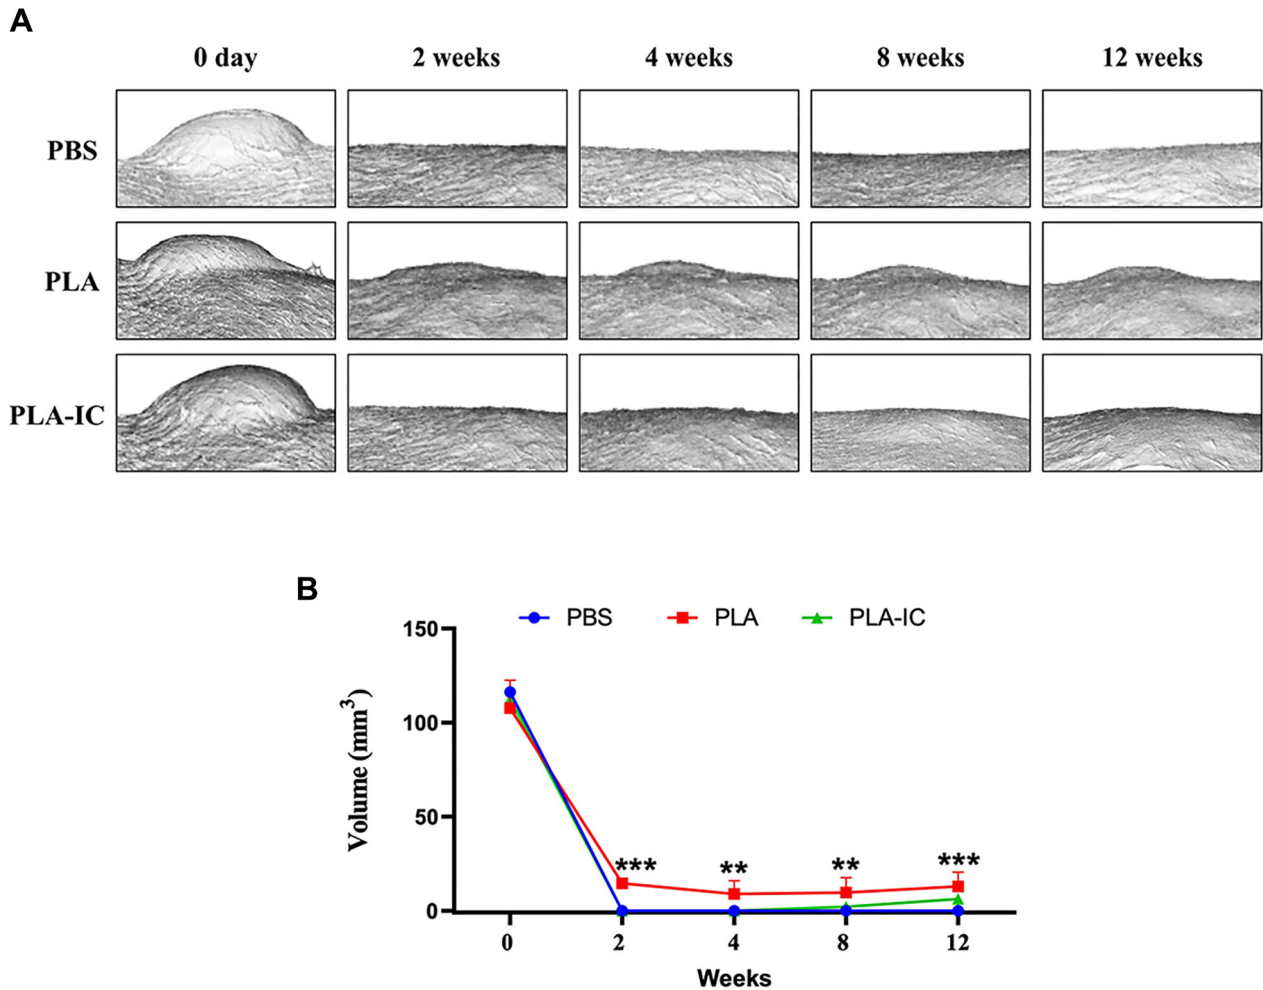 A
0 day 2 weeks 4 weeks 8 weeks 12 weeks
PBS
PLA
PLA-IC
B
PBS PLA PLA-IC
150
100
50
0
Volume (mm³)
*** ** ** ***
0 2 4 8 12
Weeks